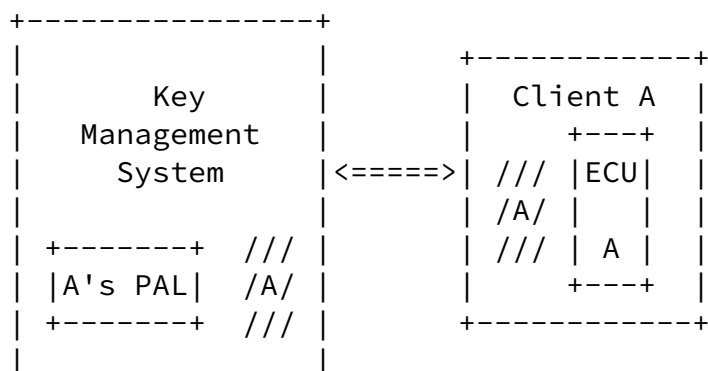 +----------------+
|                |       +------------+
|       Key      |       |  Client A  |
|   Management   |       |     +---+  |
|     System     |<=====>| /// |ECU|  |
|                |       | /A/ |   |  |
| +-------+  /// |       | /// | A |  |
| |A's PAL|  /A/ |       |     +---+  |
| +-------+  /// |       +------------+
|                |